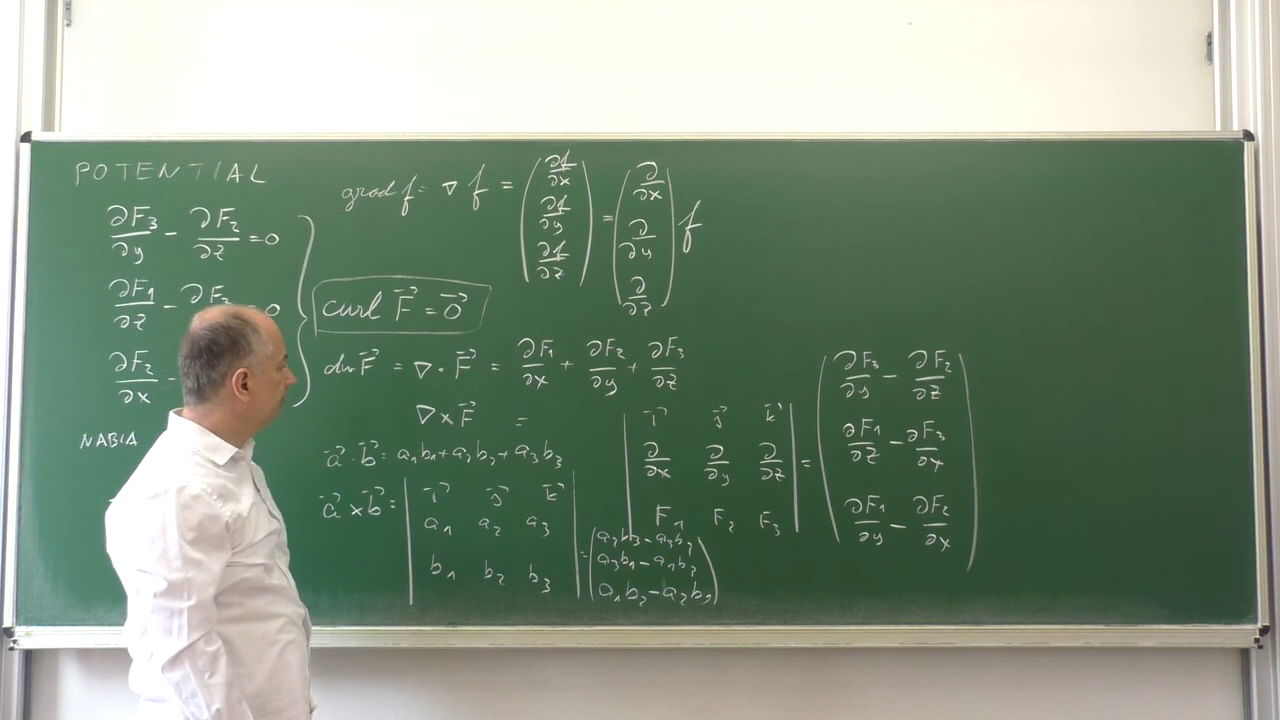 POTENTIAL
∂F₃/∂y - ∂F₂/∂z = 0
∂F₁/∂z - ∂F₃ 0
∂F₂/∂x -
NABLA
grad f = ∇ f = (∂f/∂x ∂f/∂y ∂f/∂z) = (∂/∂x ∂/∂y ∂/∂z) f
curl F⃗ = 0⃗
div F⃗ = ∇ · F⃗ = ∂F₁/∂x + ∂F₂/∂y + ∂F₃/∂z
∇ × F⃗ =
| i⃗ j⃗ k⃗ |
| ∂/∂x ∂/∂y ∂/∂z |
| F₁ F₂ F₃ |
=
∂F₃/∂y - ∂F₂/∂z
∂F₁/∂z - ∂F₃/∂x
∂F₁/∂y - ∂F₂/∂x
a⃗ · b⃗ = a₁b₁ + a₂b₂ + a₃b₃
a⃗ × b⃗ =
| i⃗ j⃗ k⃗ |
| a₁ a₂ a₃ |
| b₁ b₂ b₃ |
=
a₂b₃ - a₃b₂
a₃b₁ - a₁b₃
a₁b₂ - a₂b₁